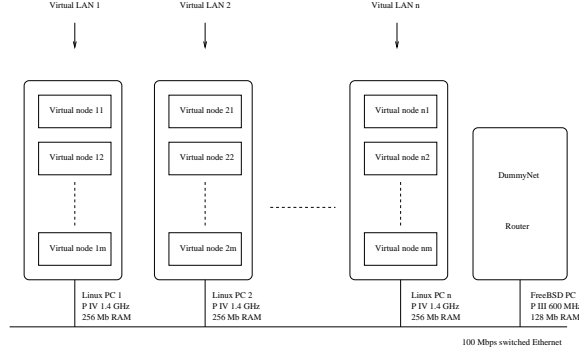 Virtual LAN 1
Virtual LAN 2
Vitual LAN n
Virtual node 11
Virtual node 21
Virtual node n1
Virtual node 12
Virtual node 22
Virtual node n2
DummyNet
Router
Virtual node 1m
Virtual node 2m
Virtual node nm
Linux PC 1
P IV 1.4 GHz
256 Mb RAM
Linux PC 2
P IV 1.4 GHz
256 Mb RAM
Linux PC n
P IV 1.4 GHz
256 Mb RAM
FreeBSD PC
P III 600 MHz
128 Mb RAM
100 Mbps switched Ethernet